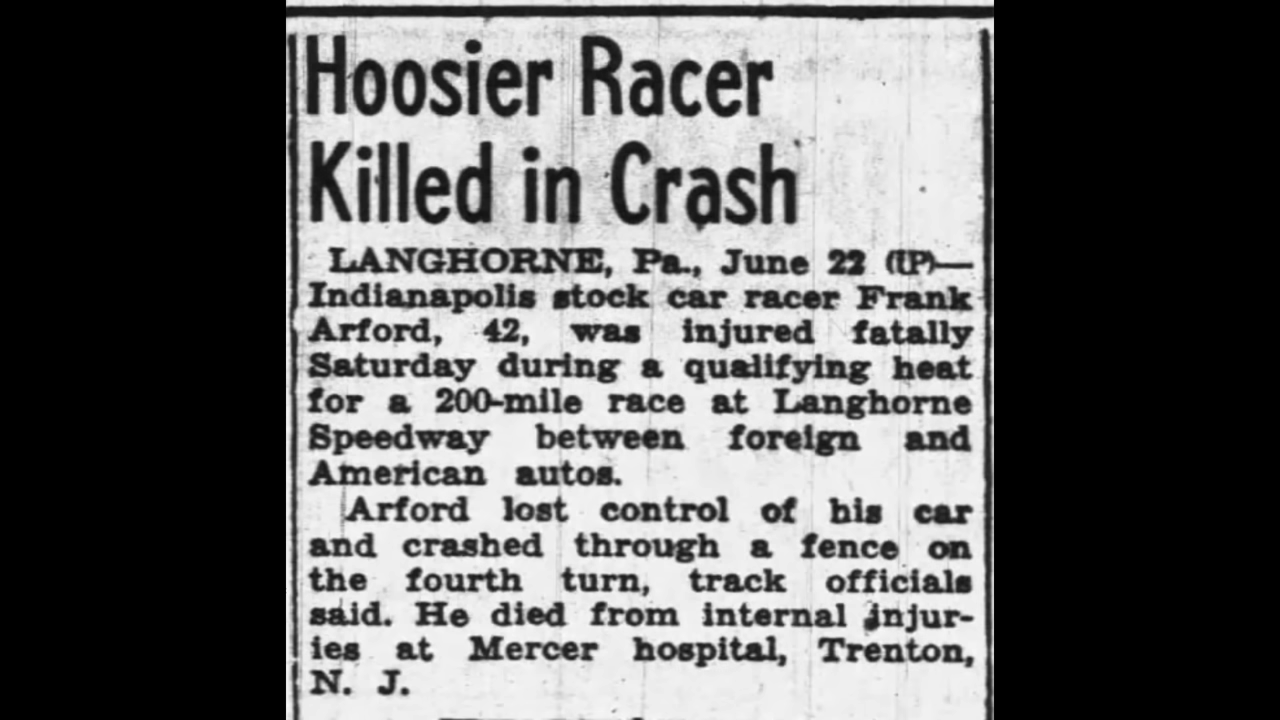 Hoosier Racer
Killed in Crash
LANGHORNE, Pa., June 22 (UP)—
Indianapolis stock car racer Frank
Arford, 42, was injured fatally
Saturday during a qualifying heat
for a 200-mile race at Langhorne
Speedway between foreign and
American autos.
Arford lost control of his car
and crashed through a fence on
the fourth turn, track officials
said. He died from internal injur-
ies at Mercer hospital, Trenton,
N. J.